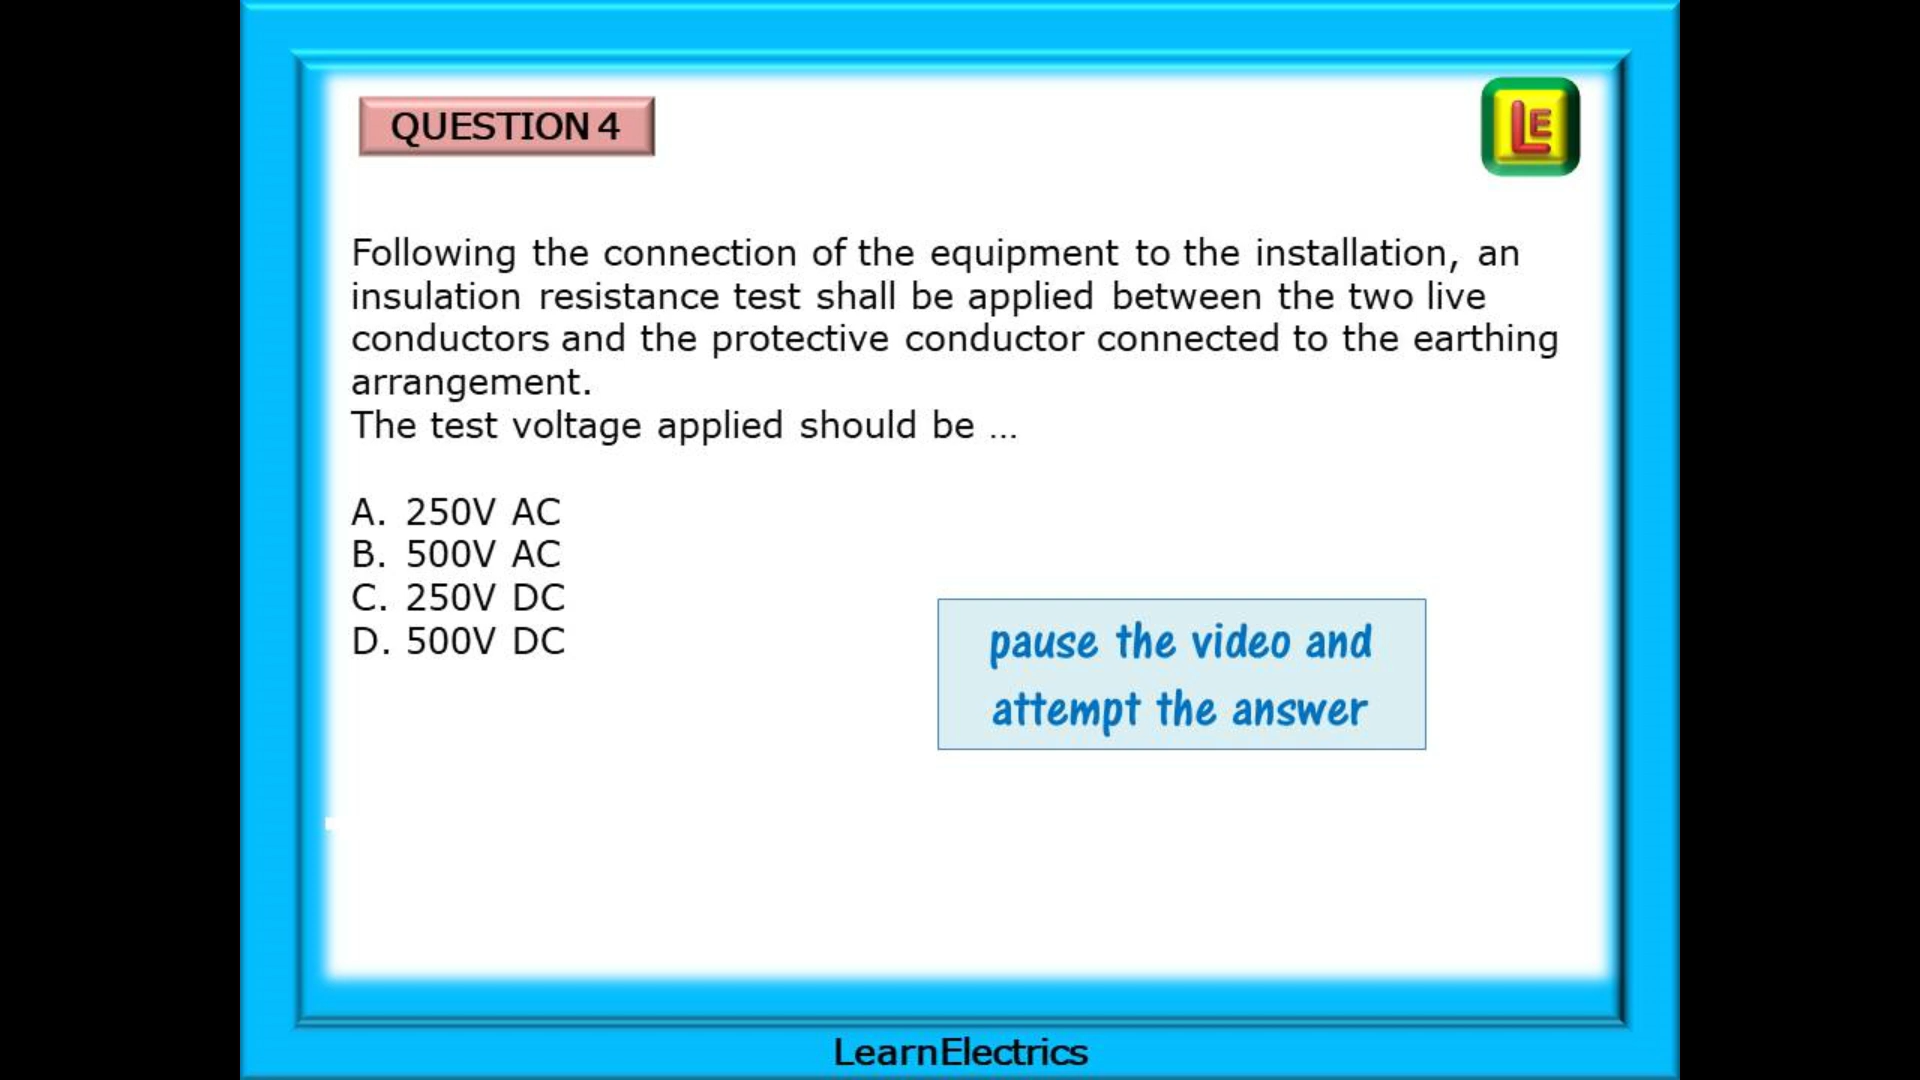 QUESTION 4
LE
Following the connection of the equipment to the installation, an
insulation resistance test shall be applied between the two live
conductors and the protective conductor connected to the earthing
arrangement.
The test voltage applied should be ...
A. 250V AC
B. 500V AC
C. 250V DC
D. 500V DC
pause the video and
attempt the answer
LearnElectrics